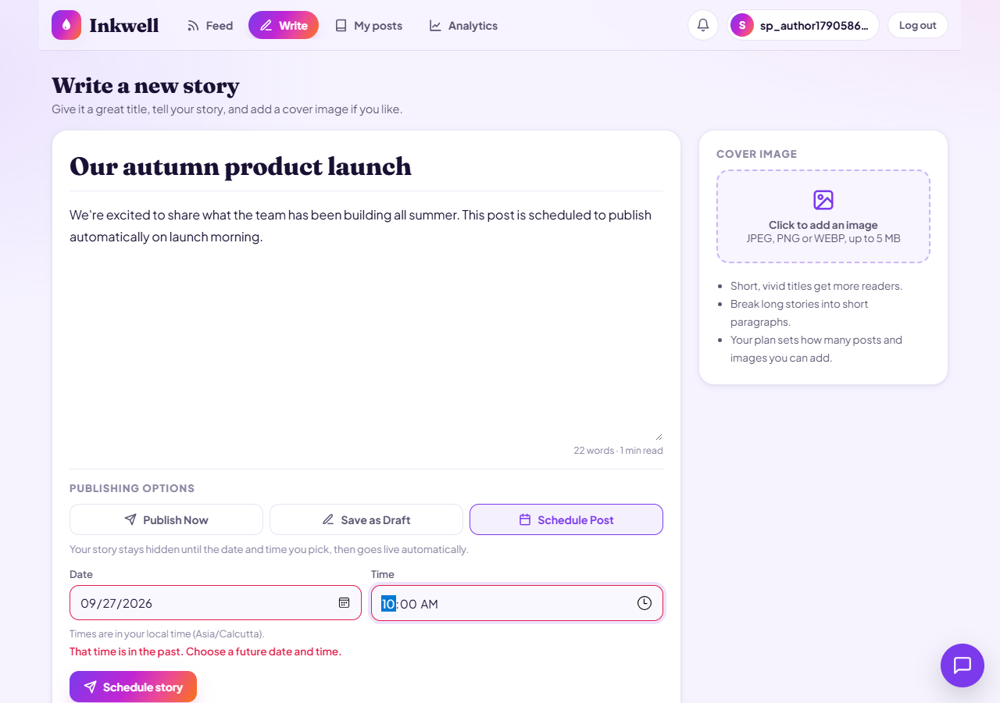 Inkwell
Feed
Write
My posts
Analytics
S
sp_author1790586…
Log out
Write a new story
Give it a great title, tell your story, and add a cover image if you like.
Our autumn product launch
We're excited to share what the team has been building all summer. This post is scheduled to publish
automatically on launch morning.
22 words · 1 min read
PUBLISHING OPTIONS
Publish Now
Save as Draft
Schedule Post
Your story stays hidden until the date and time you pick, then goes live automatically.
Date
Time
09/27/2026
10:00 AM
Times are in your local time (Asia/Calcutta).
That time is in the past. Choose a future date and time.
Schedule story
COVER IMAGE
Click to add an image
JPEG, PNG or WEBP, up to 5 MB
Short, vivid titles get more readers.
Break long stories into short
paragraphs.
Your plan sets how many posts and
images you can add.